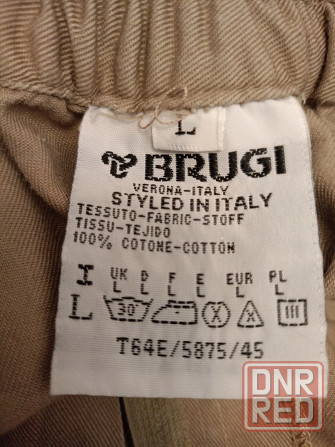 L
BRUGI
VERONA-ITALY
STYLED IN ITALY
TESSUTO-FABRIC-STOFF
TISSU-TEJIDO
100% COTONE-COTTON
I UK D F E EUR PL
L L L L L L L
30°
T64E/5875/45
DNR
RED